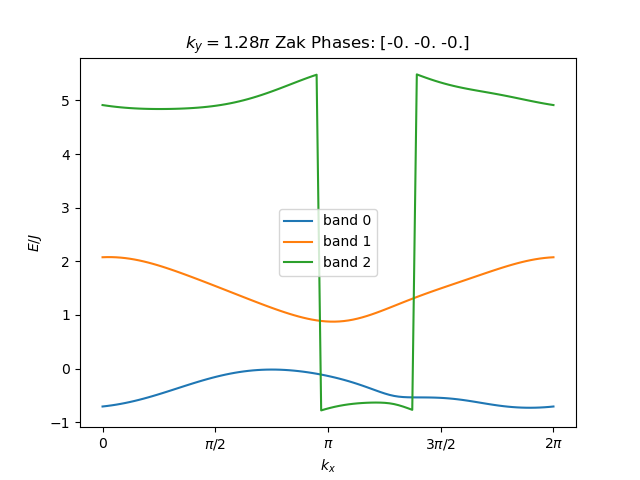 $k_y = 1.28\pi$ Zak Phases: [-0. -0. -0.]
E/J
5
4
3
2
1
0
−1
band 0
band 1
band 2
0
π/2
π
3π/2
2π
$k_x$